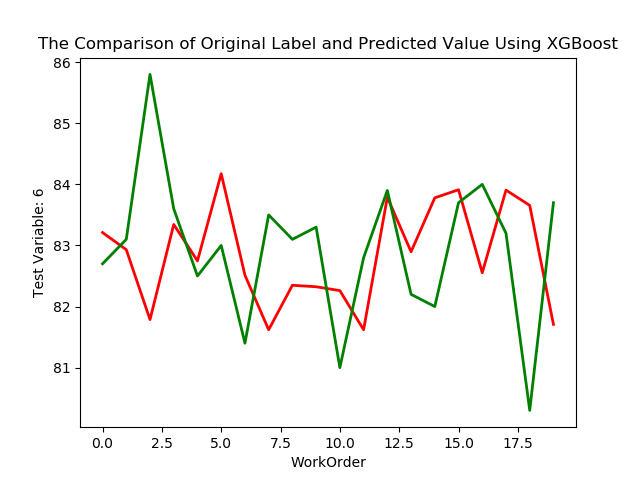 The Comparison of Original Label and Predicted Value Using XGBoost
86
85
84
83
82
81
Test Variable: 6
0.0 2.5 5.0 7.5 10.0 12.5 15.0 17.5
WorkOrder